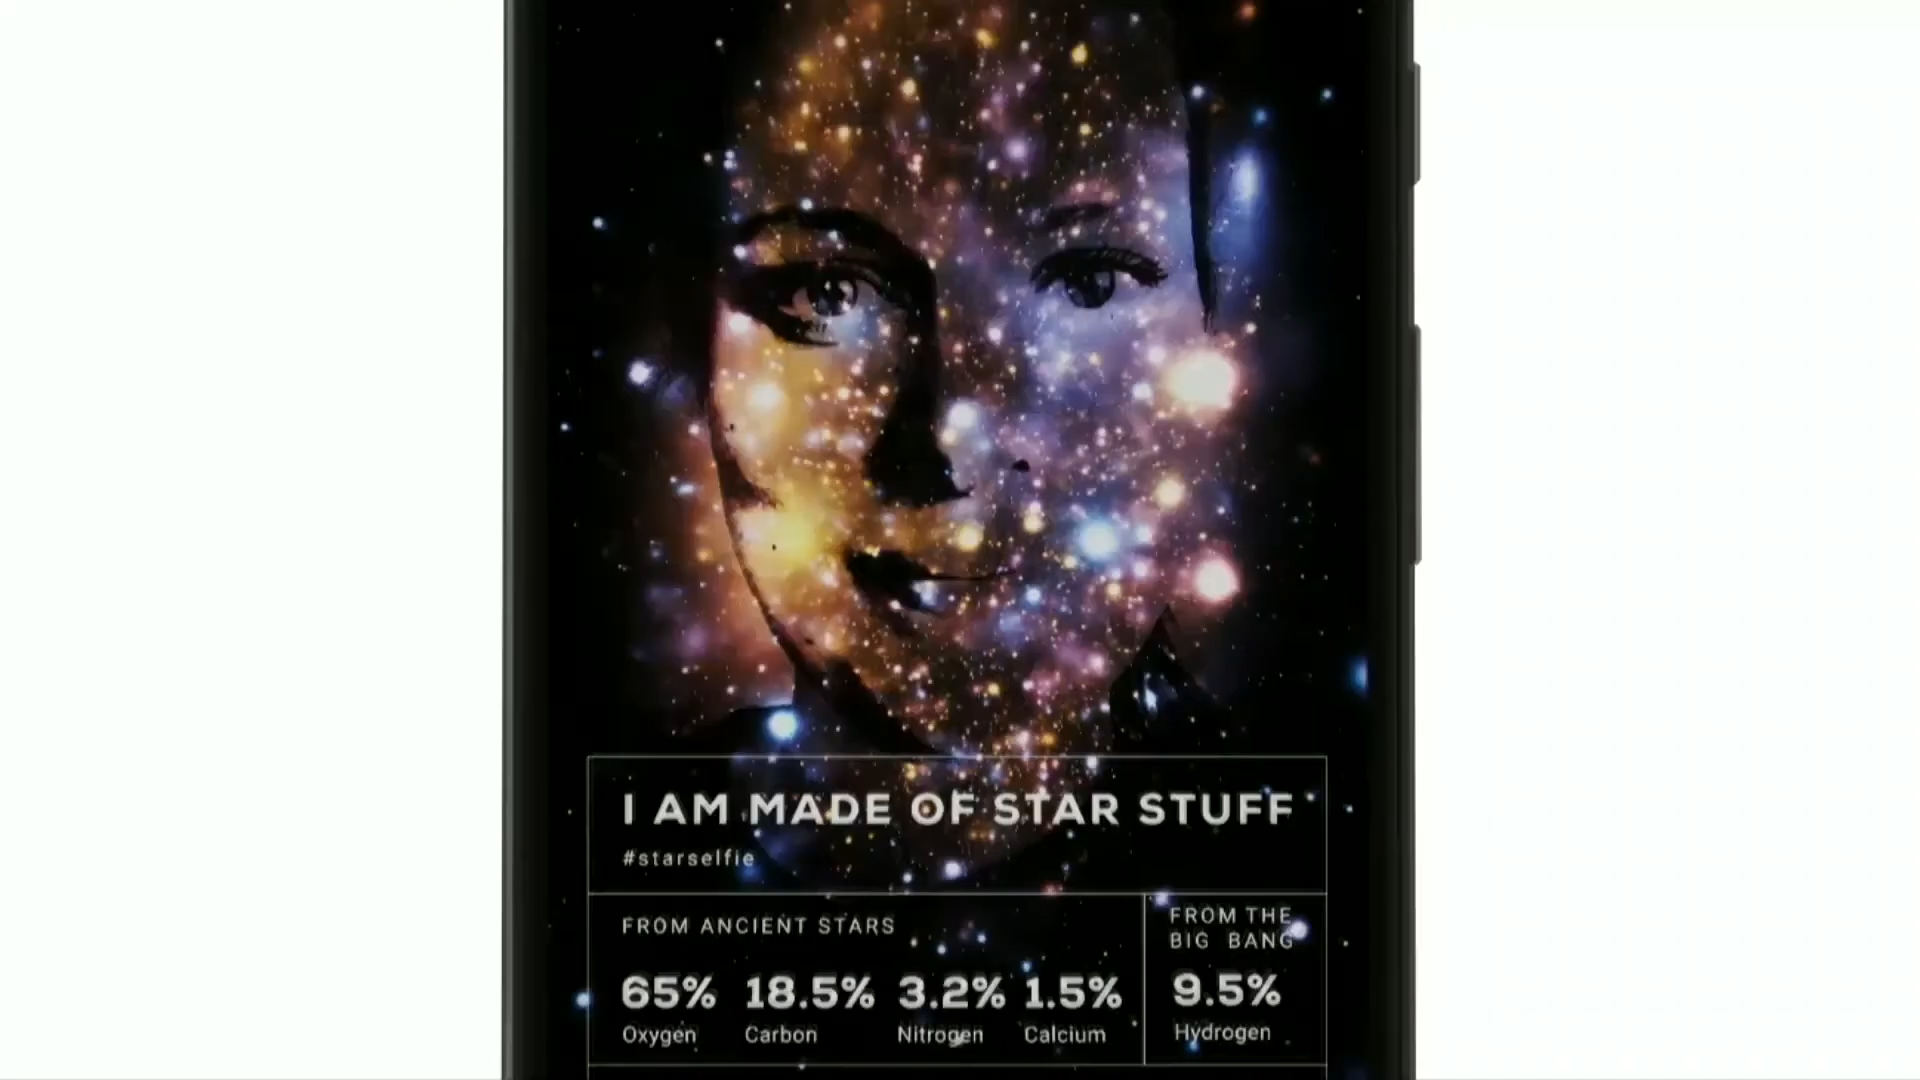 I AM MADE OF STAR STUFF
#starselfie
FROM ANCIENT STARS
65% 18.5% 3.2% 1.5%
Oxygen Carbon Nitrogen Calcium
FROM THE
BIG BANG
9.5%
Hydrogen